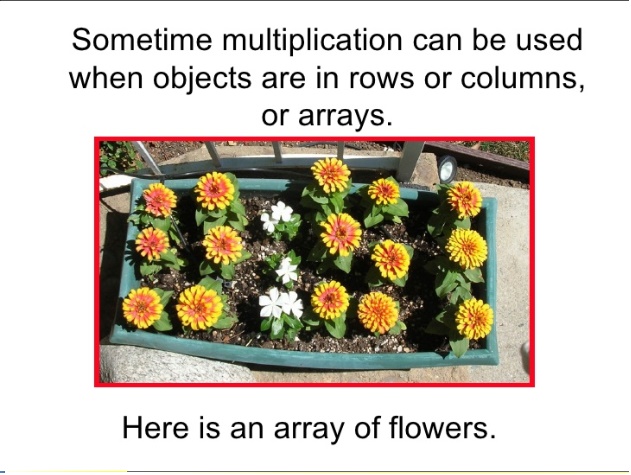 Sometime multiplication can be used
when objects are in rows or columns,
or arrays.
Here is an array of flowers.